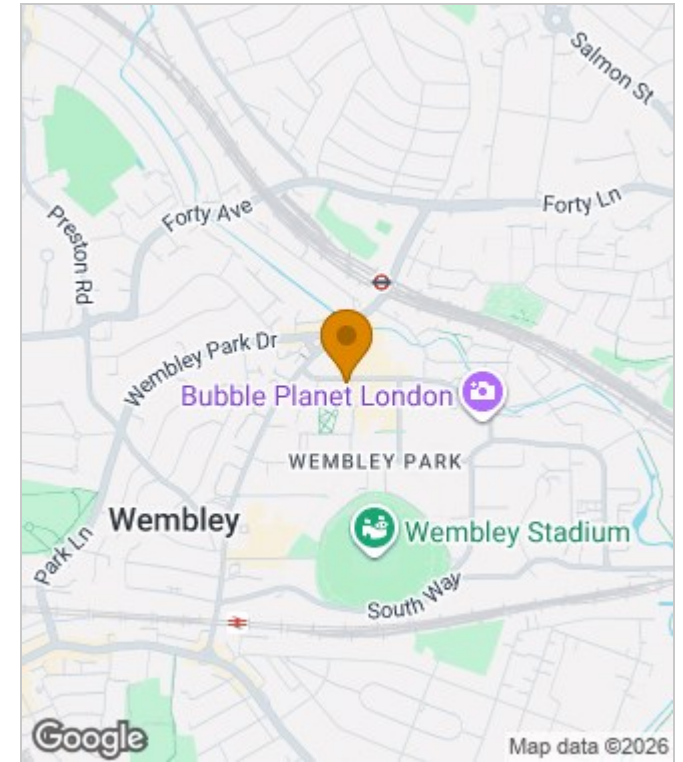 Salmon St
Forty Ln
Forty Ave
Preston Rd
Wembley Park Dr
Bubble Planet London
WEMBLEY PARK
Wembley
Wembley Stadium
Park Ln
South Way
Google
Map data ©2026